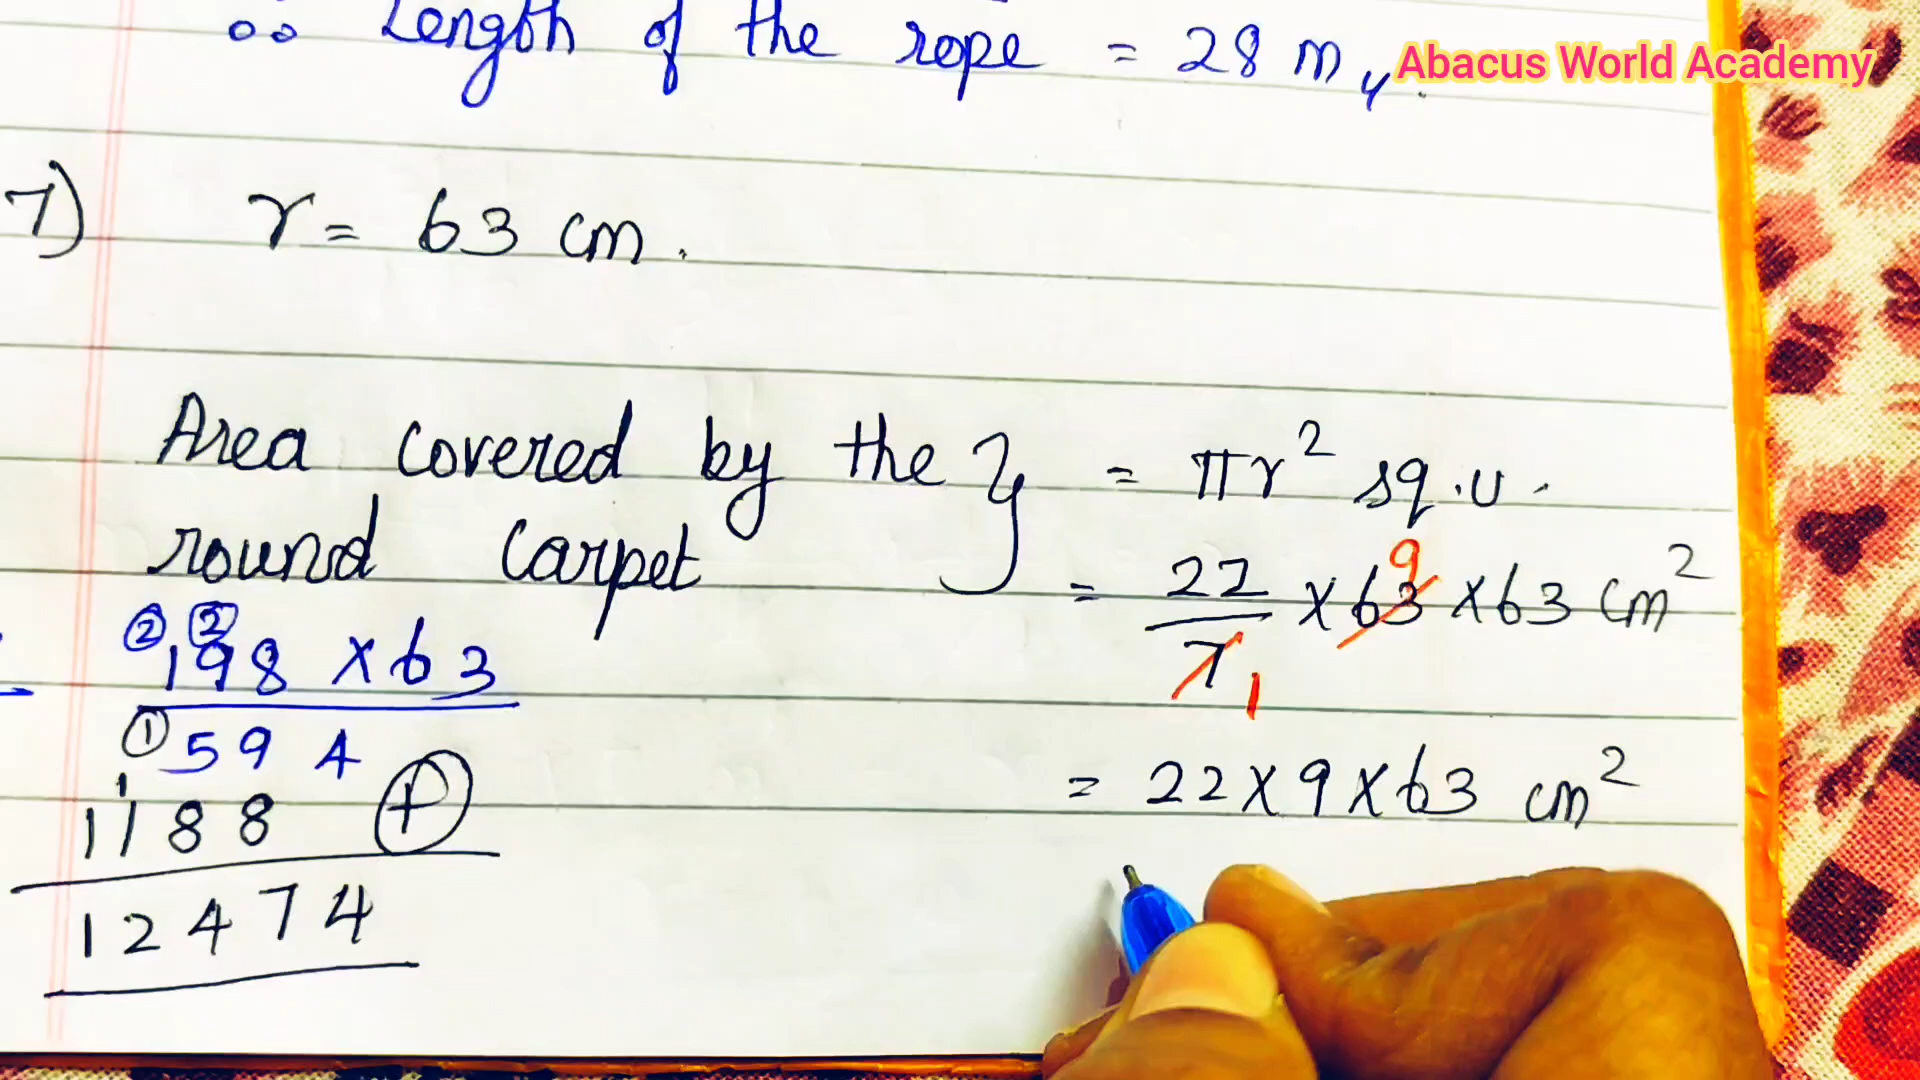 ∴ Length of the rope = 28 m
Abacus World Academy
7) r = 63 cm.
Area covered by the } = πr² sq.u.
round carpet
= 22/7 1 × 63 9 × 63 cm²
② ② 198 × 63
① 594
= 22 × 9 × 63 cm²
1
1188 +
12474